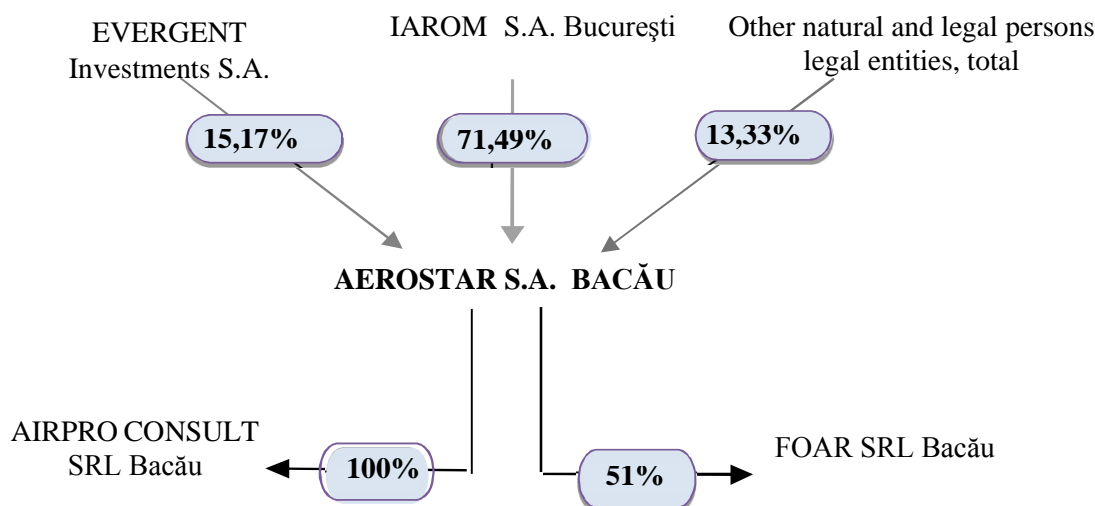 EVERGENT
Investments S.A.
IAROM S.A. Bucureşti
Other natural and legal persons
legal entities, total
15,17%
71,49%
13,33%
AEROSTAR S.A. BACĂU
AIRPRO CONSULT
SRL Bacău
100%
51%
FOAR SRL Bacău